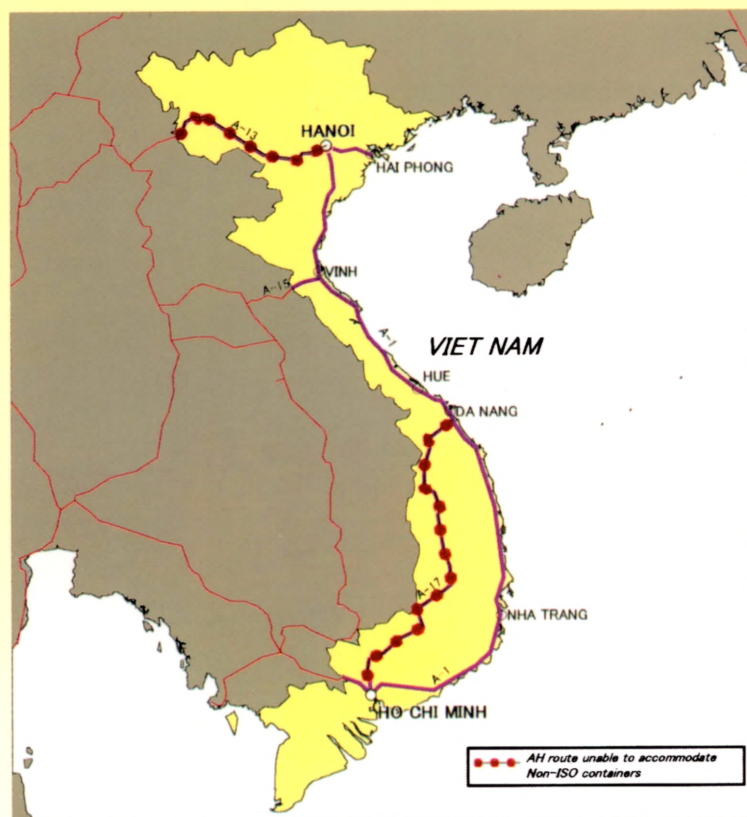 A-13
HANOI
HAI PHONG
VINH
A-15
A-1
VIET NAM
HUE
DA NANG
A-17
NHA TRANG
A-1
HO CHI MINH
AH route unable to accommodate
Non-ISO containers